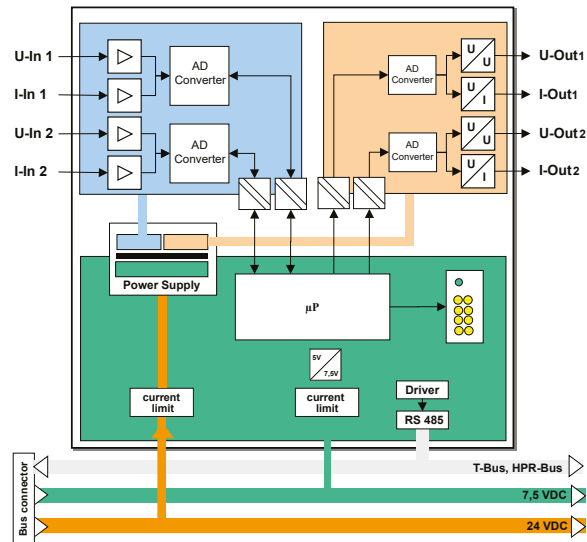 U-In 1
I-In 1
U-In 2
I-In 2
AD
Converter
AD
Converter
AD
Converter
AD
Converter
U
U
U
I
U
U
U
I
U-Out1
I-Out1
U-Out2
I-Out2
Power Supply
µP
5V
7,5V
current
limit
current
limit
Driver
RS 485
Bus connector
T-Bus, HPR-Bus
7,5 VDC
24 VDC